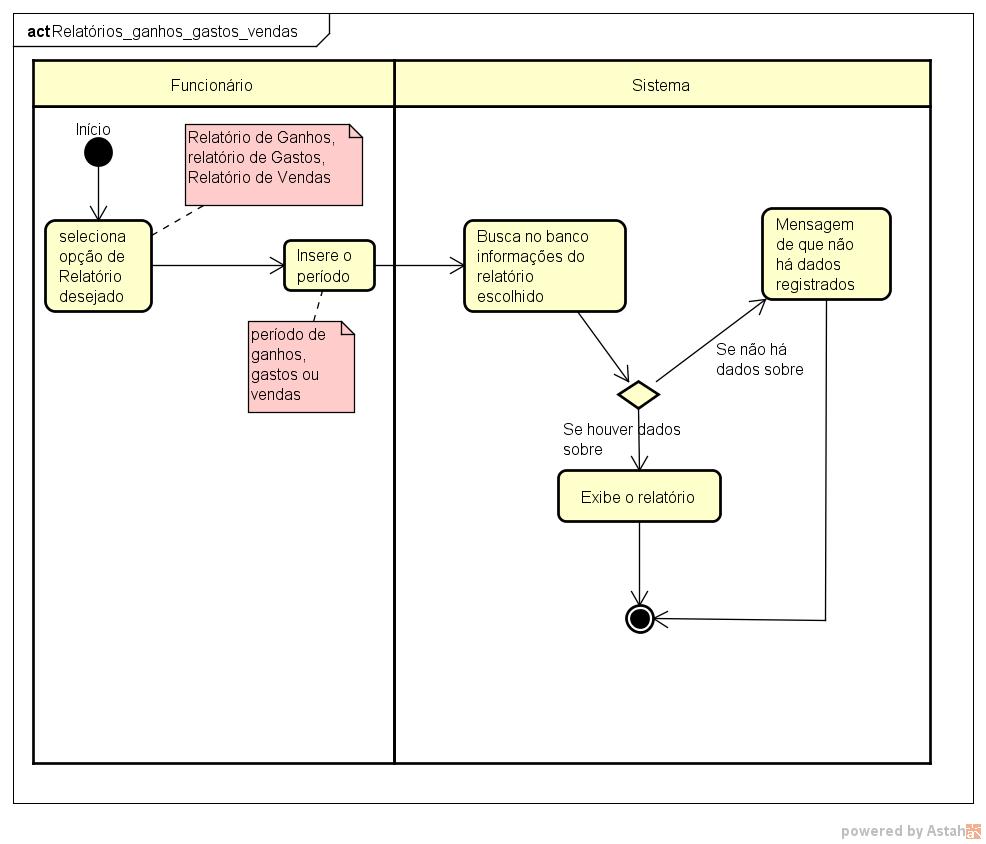 act Relatórios_ganhos_gastos_vendas
Funcionário
Sistema
Início
Relatório de Ganhos,
relatório de Gastos,
Relatório de Vendas
seleciona
opção de
Relatório
desejado
Insere o
período
período de
ganhos,
gastos ou
vendas
Busca no banco
informações do
relatório
escolhido
Mensagem
de que não
há dados
registrados
Se não há
dados sobre
Se houver dados
sobre
Exibe o relatório
powered by Astah